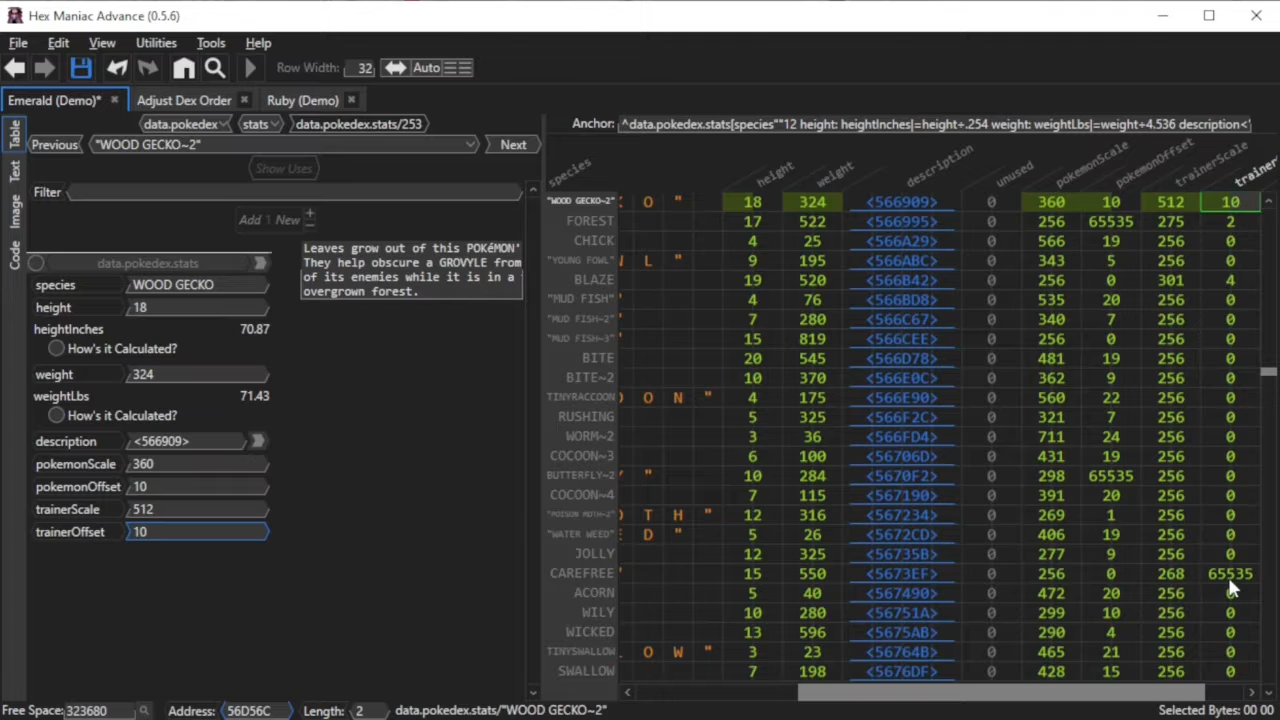 Hex Maniac Advance (0.5.6)
File Edit View Utilities Tools Help
Row Width: 32 Auto
Emerald (Demo)* Adjust Dex Order Ruby (Demo)
data.pokedex stats data.pokedex.stats/253
Anchor: ^data.pokedex.stats[species""12 height: heightInches|=height÷.254 weight: weightLbs|=weight÷4.536 description<'
Table
Text
Image
Code
Previous "WOOD GECKO~2" Next
Show Uses
Filter
Add 1 New
data.pokedex.stats
species WOOD GECKO
height 18
heightInches 70.87
How's it Calculated?
weight 324
weightLbs 71.43
How's it Calculated?
description <566909>
pokemonScale 360
pokemonOffset 10
trainerScale 512
trainerOffset 10
Leaves grow out of this POKéMON'
They help obscure a GROVYLE from
of its enemies while it is in a
overgrown forest.
species height weight description unused pokemonScale pokemonOffset trainerScale trainer
"WOOD GECKO~2" O " 18 324 <566909> 0 360 10 512 10
FOREST 17 522 <566995> 0 256 65535 275 2
CHICK 4 25 <566A29> 0 566 19 256 0
"YOUNG FOWL" L " 9 195 <566ABC> 0 343 5 256 0
BLAZE 19 520 <566B42> 0 256 0 301 4
"MUD FISH" 4 76 <566BD8> 0 535 20 256 0
"MUD FISH~2" 7 280 <566C67> 0 340 7 256 0
"MUD FISH~3" 15 819 <566CEE> 0 256 0 256 0
BITE 20 545 <566D78> 0 481 19 256 0
BITE~2 10 370 <566E0C> 0 362 9 256 0
TINYRACCOON O N " 4 175 <566E90> 0 560 22 256 0
RUSHING 5 325 <566F2C> 0 321 7 256 0
WORM~2 3 36 <566FD4> 0 711 24 256 0
COCOON~3 6 100 <56706D> 0 431 19 256 0
BUTTERFLY~2 Y " 10 284 <5670F2> 0 298 65535 256 0
COCOON~4 7 115 <567190> 0 391 20 256 0
"POISON MOTH~2" O T H " 12 316 <567234> 0 269 1 256 0
"WATER WEED" E D " 5 26 <5672CD> 0 406 19 256 0
JOLLY 12 325 <56735B> 0 277 9 256 0
CAREFREE 15 550 <5673EF> 0 256 0 268 65535
ACORN 5 40 <567490> 0 472 20 256 0
WILY 10 280 <56751A> 0 299 10 256 0
WICKED 13 596 <5675AB> 0 290 4 256 0
TINYSWALLOW L O W " 3 23 <56764B> 0 465 21 256 0
SWALLOW 7 198 <5676DF> 0 428 15 256 0
Free Space: 323680 Address: 56D56C Length: 2 data.pokedex.stats/"WOOD GECKO~2" Selected Bytes: 00 00